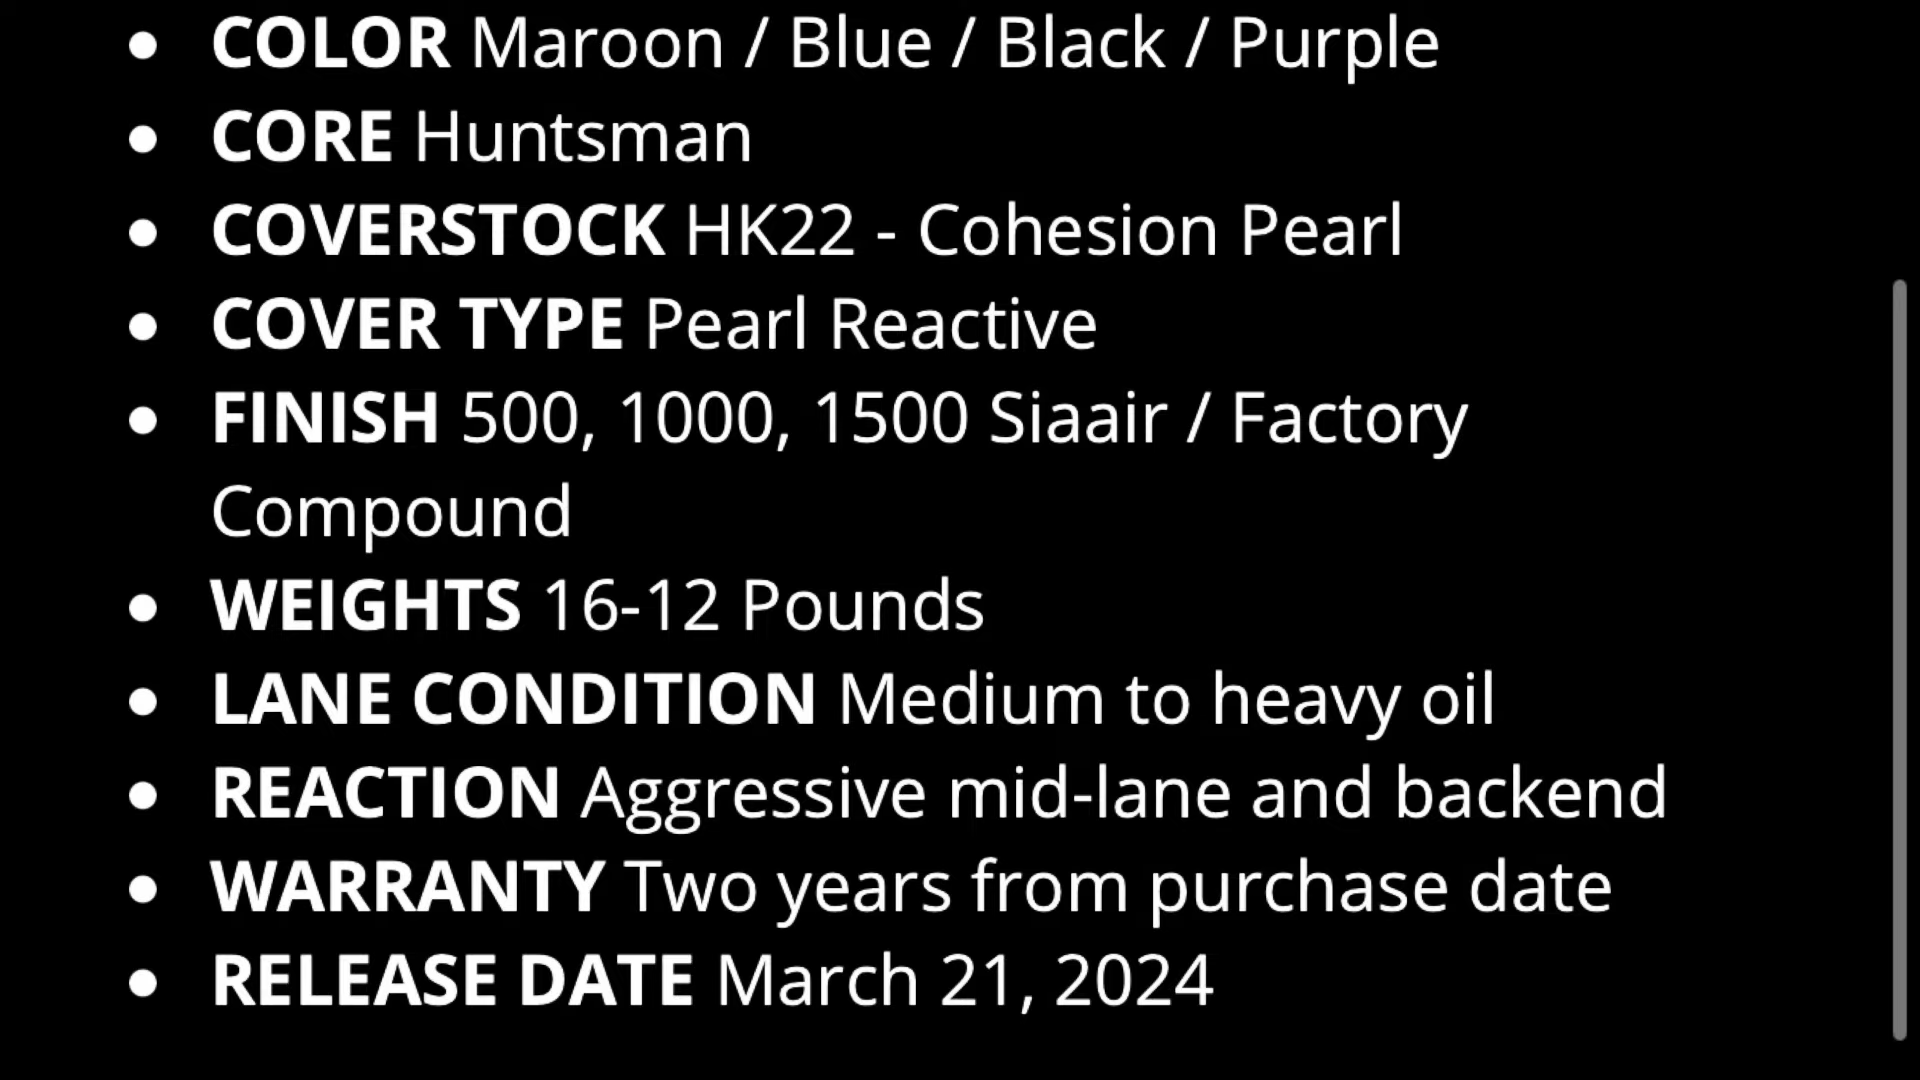 COLOR Maroon / Blue / Black / Purple
CORE Huntsman
COVERSTOCK HK22 - Cohesion Pearl
COVER TYPE Pearl Reactive
FINISH 500, 1000, 1500 Siaair / Factory
Compound
WEIGHTS 16-12 Pounds
LANE CONDITION Medium to heavy oil
REACTION Aggressive mid-lane and backend
WARRANTY Two years from purchase date
RELEASE DATE March 21, 2024